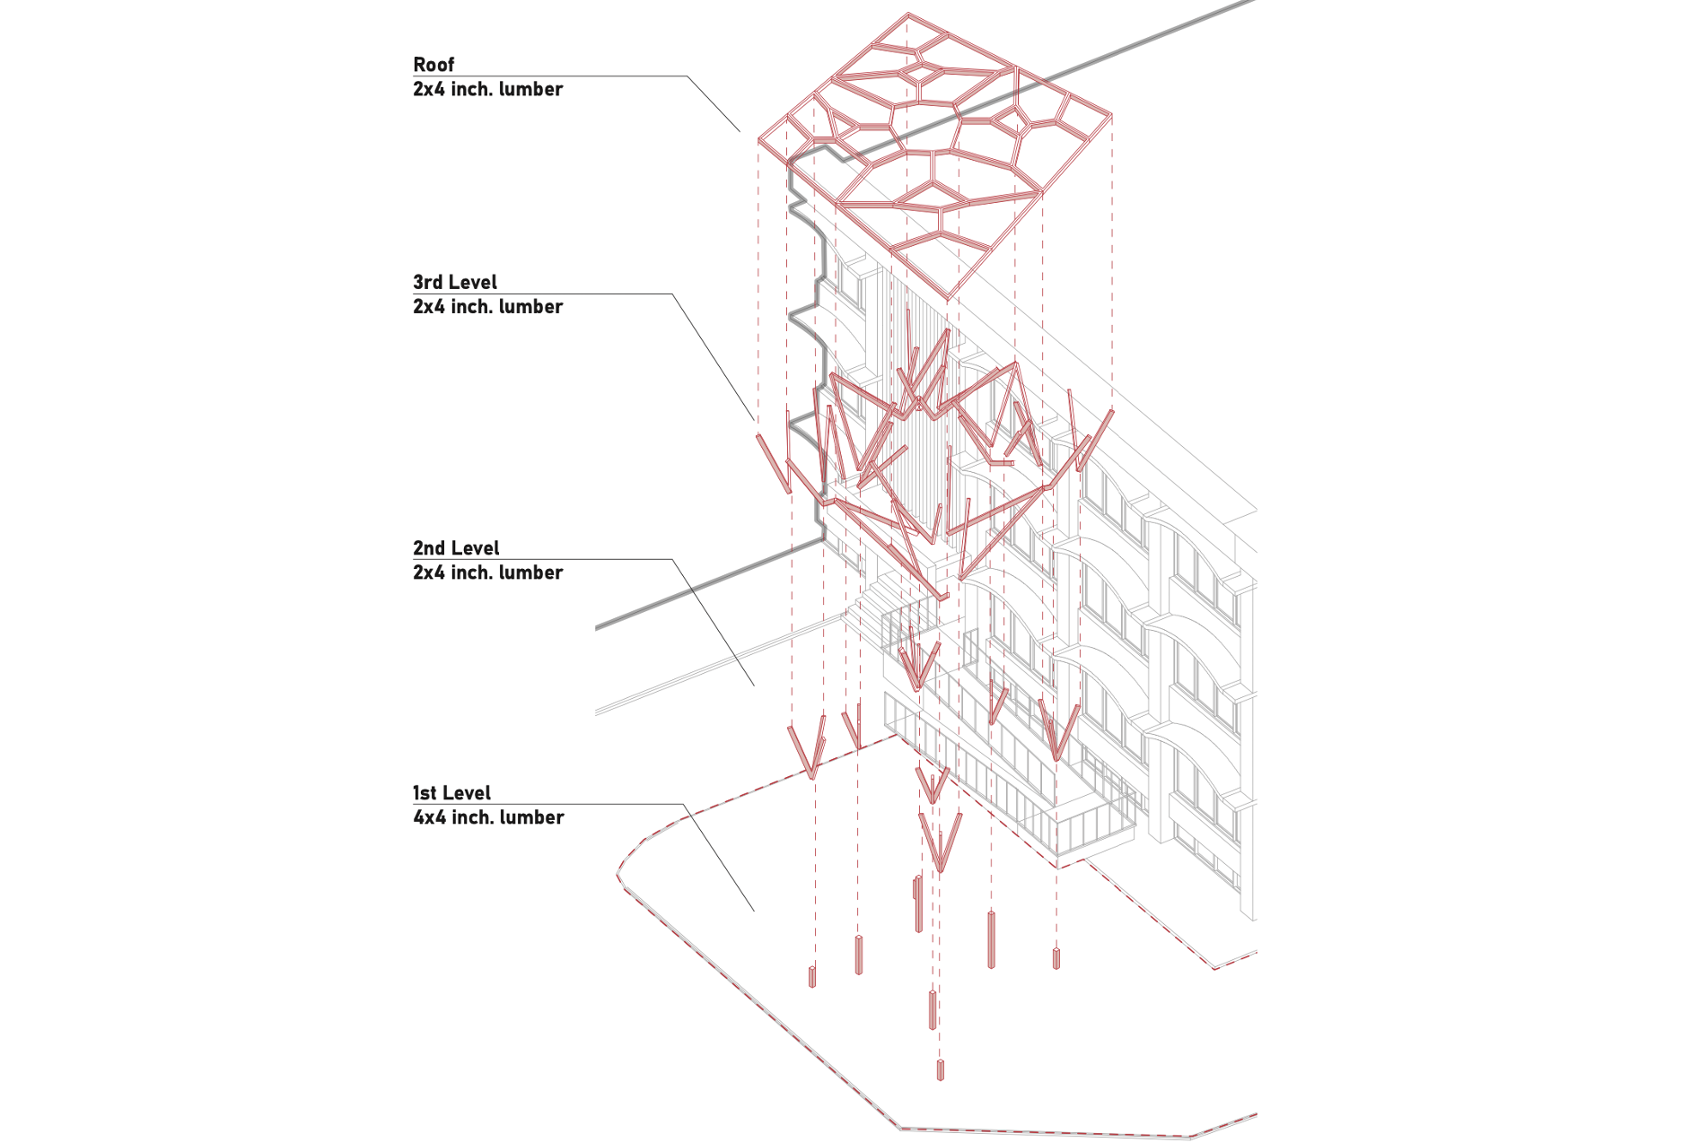 Roof
2x4 inch. lumber
3rd Level
2x4 inch. lumber
2nd Level
2x4 inch. lumber
1st Level
4x4 inch. lumber